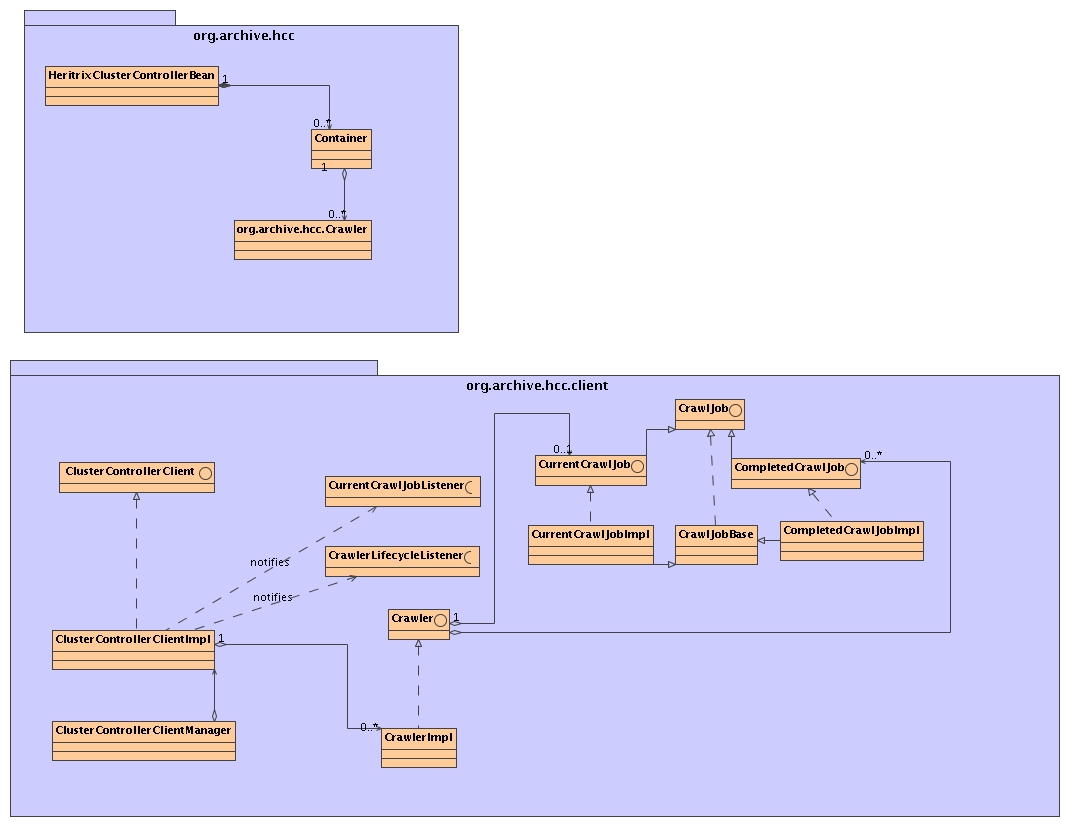 org.archive.hcc
HeritrixClusterControllerBean
1
0..*
Container
1
0..*
org.archive.hcc.Crawler
org.archive.hcc.client
CrawlJob
0..1
0..*
ClusterControllerClient
CurrentCrawlJob
CompletedCrawlJob
CurrentCrawlJobListener
CurrentCrawlJobImpl
CrawlJobBase
CompletedCrawlJobImpl
CrawlerLifecycleListener
notifies
notifies
Crawler
1
ClusterControllerClientImpl
1
0..*
ClusterControllerClientManager
CrawlerImpl